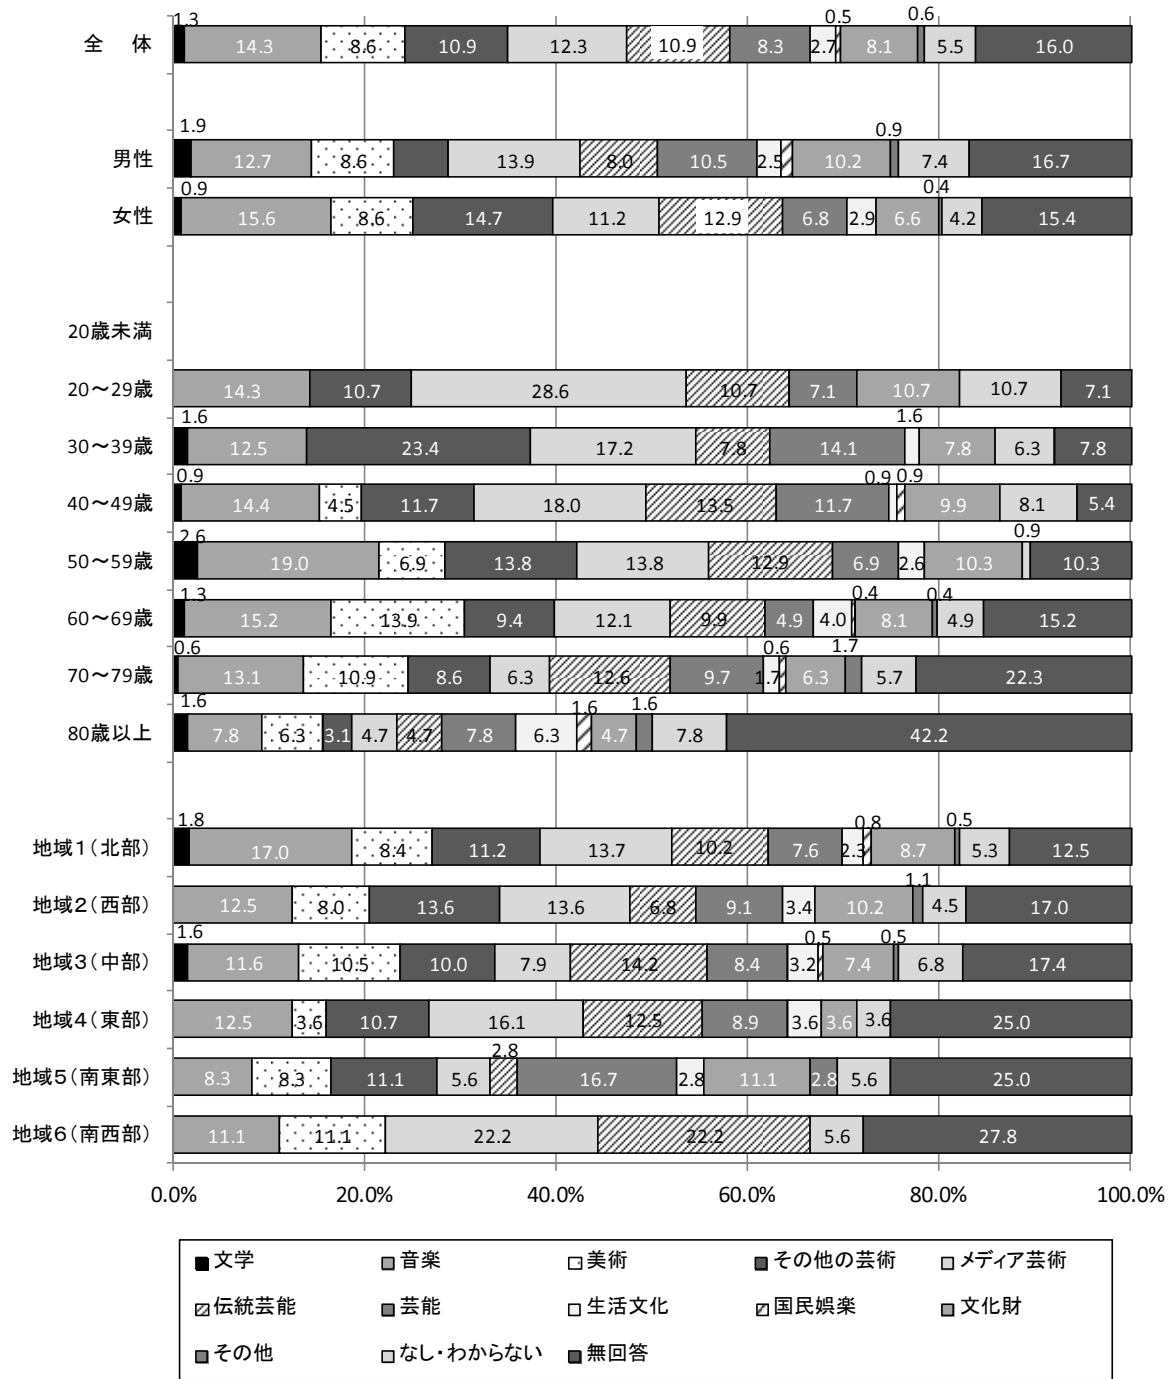 1.3 0.5 0.6
全 体 14.3 8.6 10.9 12.3 10.9 8.3 2.7 8.1 5.5 16.0
1.9 0.9
男性 12.7 8.6 13.9 8.0 10.5 2.5 10.2 7.4 16.7
0.9 0.4
女性 15.6 8.6 14.7 11.2 12.9 6.8 2.9 6.6 4.2 15.4
20歳未満
20～29歳 14.3 10.7 28.6 10.7 7.1 10.7 10.7 7.1
1.6 1.6
30～39歳 12.5 23.4 17.2 7.8 14.1 7.8 6.3 7.8
0.9 0.9 0.9
40～49歳 14.4 4.5 11.7 18.0 13.5 11.7 9.9 8.1 5.4
2.6 0.9
50～59歳 19.0 6.9 13.8 13.8 12.9 6.9 2.6 10.3 10.3
1.3 0.4 0.4
60～69歳 15.2 13.9 9.4 12.1 9.9 4.9 4.0 8.1 4.9 15.2
0.6 0.6 1.7
70～79歳 13.1 10.9 8.6 6.3 12.6 9.7 1.7 6.3 5.7 22.3
1.6 1.6 1.6
80歳以上 7.8 6.3 3.1 4.7 4.7 7.8 6.3 4.7 7.8 42.2
1.8 0.8 0.5
地域1（北部） 17.0 8.4 11.2 13.7 10.2 7.6 2.3 8.7 5.3 12.5
1.1
地域2（西部） 12.5 8.0 13.6 13.6 6.8 9.1 3.4 10.2 4.5 17.0
1.6 0.5 0.5
地域3（中部） 11.6 10.5 10.0 7.9 14.2 8.4 3.2 7.4 6.8 17.4
地域4（東部） 12.5 3.6 10.7 16.1 12.5 8.9 3.6 3.6 3.6 25.0
2.8
地域5（南東部） 8.3 8.3 11.1 5.6 16.7 2.8 11.1 2.8 5.6 25.0
地域6（南西部） 11.1 11.1 22.2 22.2 5.6 27.8
0.0% 20.0% 40.0% 60.0% 80.0% 100.0%
文学 音楽 美術 その他の芸術 メディア芸術
伝統芸能 芸能 生活文化 国民娯楽 文化財
その他 なし・わからない 無回答